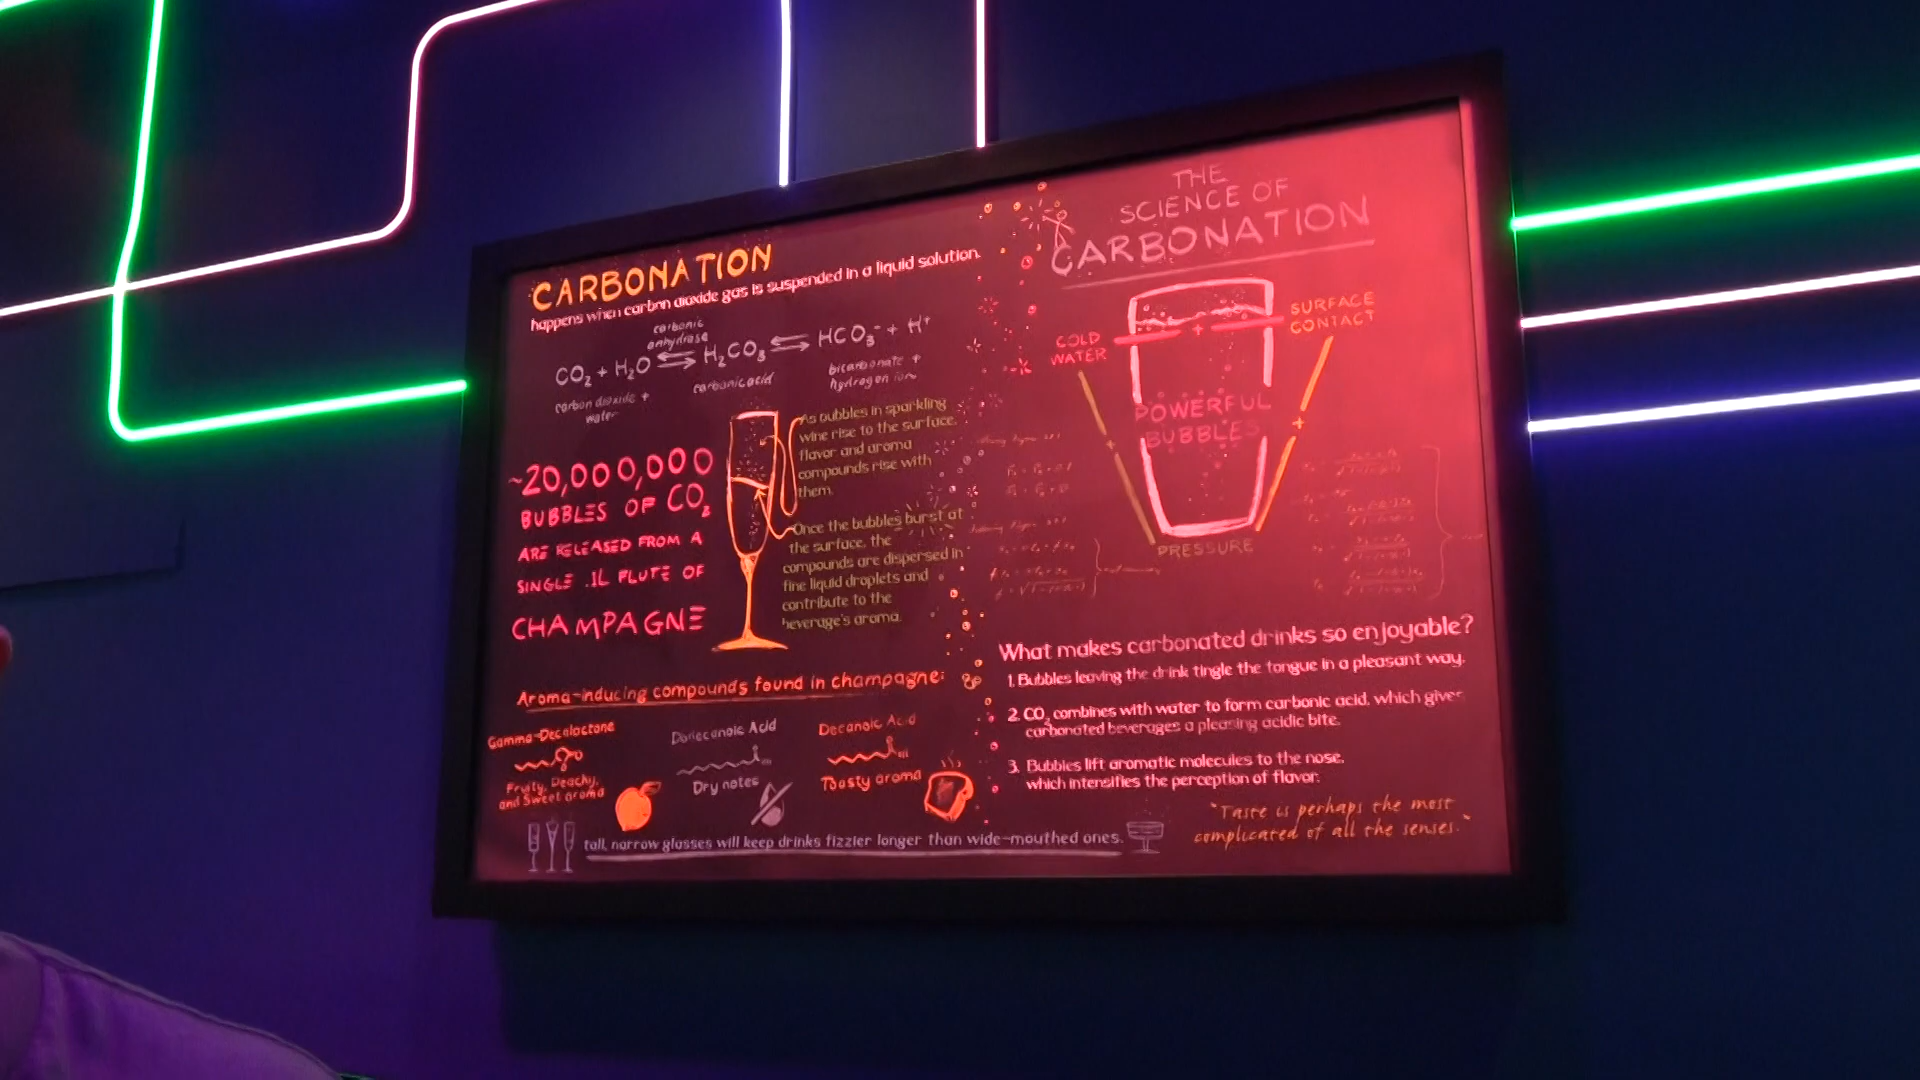 CARBONATION
happens when carbon dioxide gas is suspended in a liquid solution.
carbonic
anhydrase
CO₂ + H₂O ⇌ H₂CO₃ ⇌ HCO₃⁻ + H⁺
carbon dioxide +
water
carbonic acid
bicarbonate +
hydrogen ion
~20,000,000
BUBBLES OF CO₂
ARE RELEASED FROM A
SINGLE .1L FLUTE OF
CHAMPAGNE
As bubbles in sparkling
wine rise to the surface,
flavor and aroma
compounds rise with
them.
Once the bubbles burst at
the surface, the
compounds are dispersed in
fine liquid droplets and
contribute to the
beverage's aroma.
Aroma-inducing compounds found in champagne:
Gamma-Decalactone
Fruity, Peachy,
and Sweet aroma
Dodecanoic Acid
Dry notes
Decanoic Acid
Toasty aroma
tall, narrow glasses will keep drinks fizzier longer than wide-mouthed ones.
THE
SCIENCE OF
CARBONATION
COLD
WATER
+
SURFACE
CONTACT
POWERFUL
BUBBLES
+
+
PRESSURE
What makes carbonated drinks so enjoyable?
1. Bubbles leaving the drink tingle the tongue in a pleasant way.
2. CO₂ combines with water to form carbonic acid, which gives
carbonated beverages a pleasing acidic bite.
3. Bubbles lift aromatic molecules to the nose,
which intensifies the perception of flavor.
"Taste is perhaps the most
complicated of all the senses."